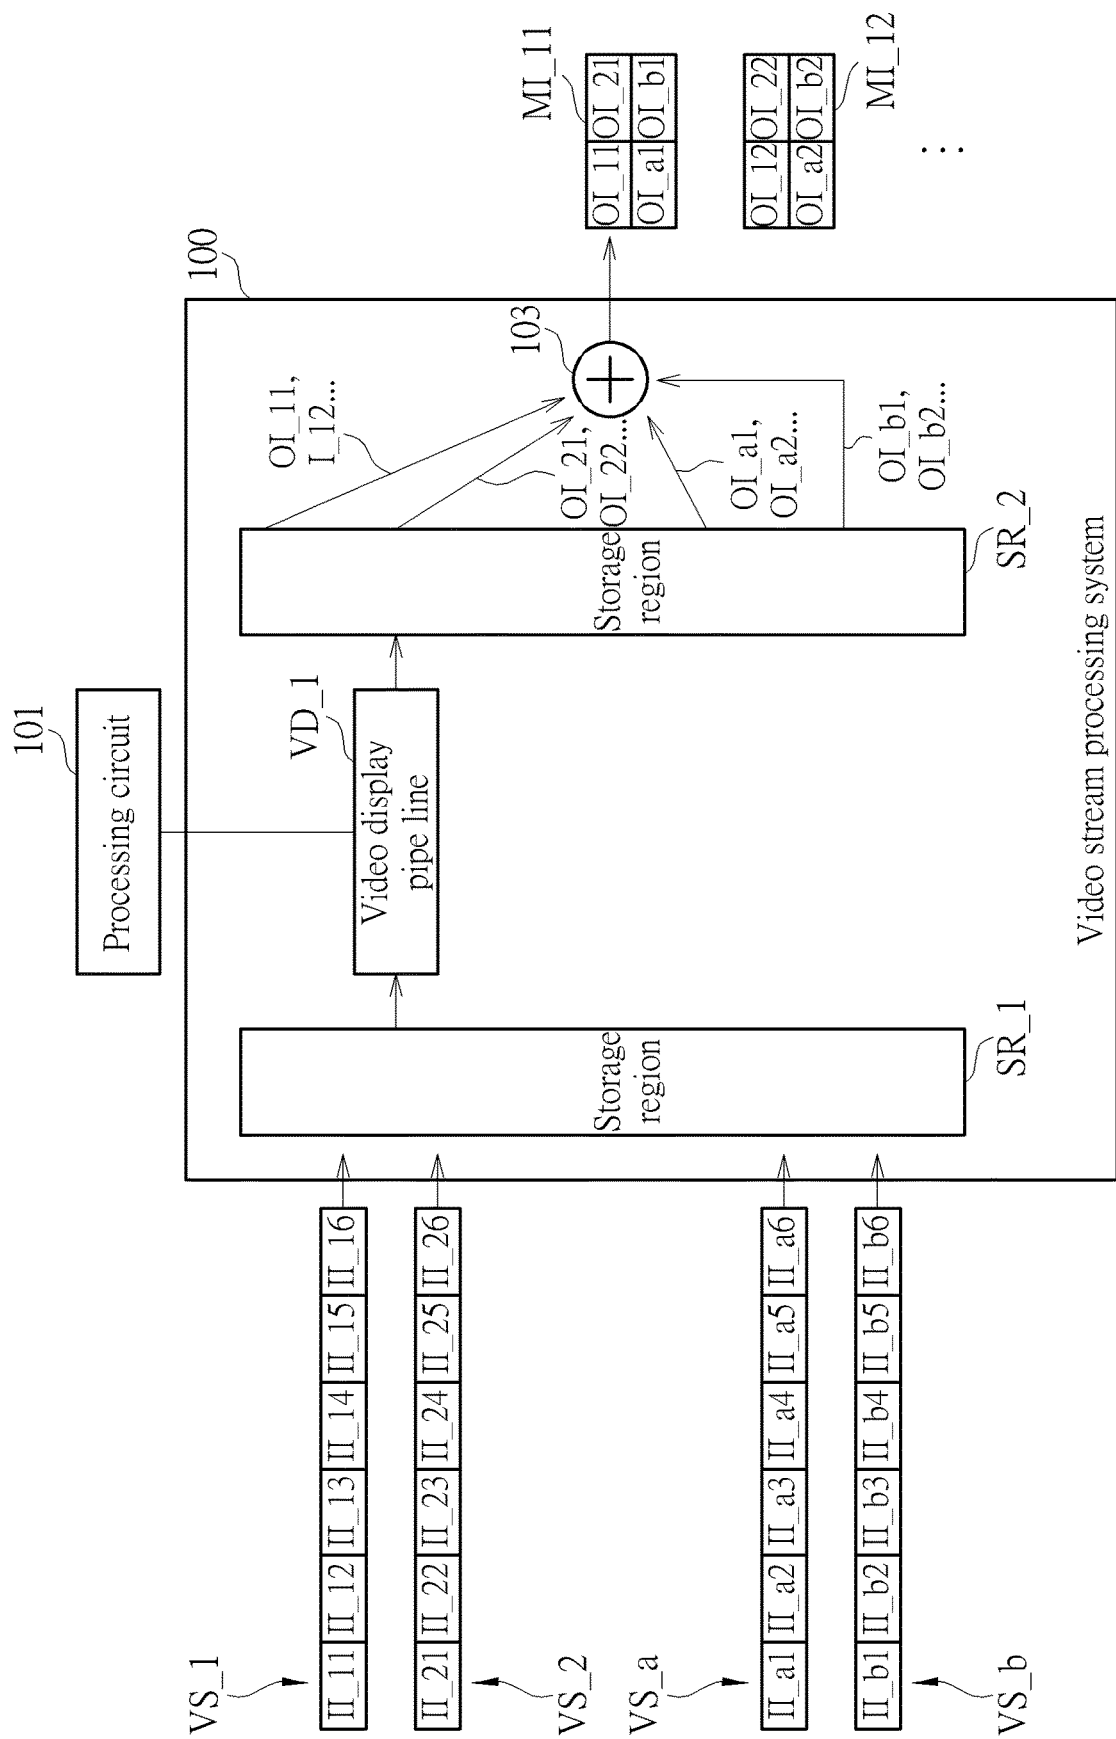 101
Processing circuit
100
VS_1
II_11 II_12 II_13 II_14 II_15 II_16
II_21 II_22 II_23 II_24 II_25 II_26
VS_2
VS_a
II_a1 II_a2 II_a3 II_a4 II_a5 II_a6
II_b1 II_b2 II_b3 II_b4 II_b5 II_b6
VS_b
Storage
region
SR_1
VD_1
Video display
pipe line
Storage
region
SR_2
OI_11,
I_12...
OI_21,
OI_22...
OI_a1,
OI_a2...
OI_b1,
OI_b2...
103
MI_11
OI_11 OI_21
OI_a1 OI_b1
OI_12 OI_22
OI_a2 OI_b2
MI_12
...
Video stream processing system